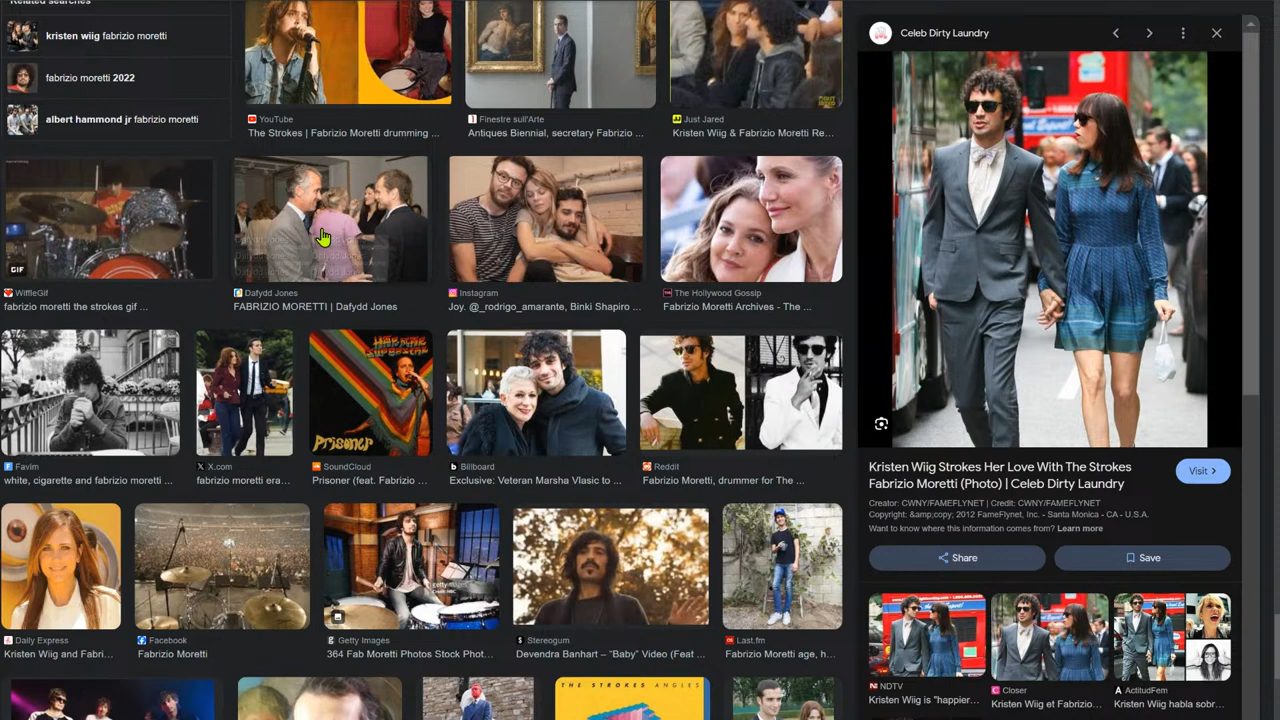 Related searches
kristen wiig fabrizio moretti
fabrizio moretti 2022
albert hammond jr fabrizio moretti
YouTube
The Strokes | Fabrizio Moretti drumming ...
Finestre sull'Arte
Antiques Biennial, secretary Fabrizio ...
Just Jared
Kristen Wiig & Fabrizio Moretti Re...
GIF
WiffleGif
fabrizio moretti the strokes gif ...
Dafydd Jones
FABRIZIO MORETTI | Dafydd Jones
Instagram
Joy. @_rodrigo_amarante, Binki Shapiro ...
The Hollywood Gossip
Fabrizio Moretti Archives - The ...
Prisoner
Favim
white, cigarette and fabrizio moretti ...
X.com
fabrizio moretti era...
SoundCloud
Prisoner (feat. Fabrizio ...
Billboard
Exclusive: Veteran Marsha Vlasic to ...
Reddit
Fabrizio Moretti, drummer for The ...
gettyimages
Daily Express
Kristen Wiig and Fabri...
Facebook
Fabrizio Moretti
Getty Images
364 Fab Moretti Photos Stock Phot...
Stereogum
Devendra Banhart – “Baby” Video (Feat ...
Last.fm
Fabrizio Moretti age, h...
THE STROKES ANGLES
Celeb Dirty Laundry
Kristen Wiig Strokes Her Love With The Strokes
Fabrizio Moretti (Photo) | Celeb Dirty Laundry
Visit
Creator: CWNY/FAMEFLYNET | Credit: CWNY/FAMEFLYNET
Copyright: &amp;copy; 2012 FameFlynet, Inc. - Santa Monica - CA - U.S.A.
Want to know where this information comes from? Learn more
Share
Save
NDTV
Kristen Wiig is "happier...
Closer
Kristen Wiig et Fabrizio...
ActitudFem
Kristen Wiig habla sobr...